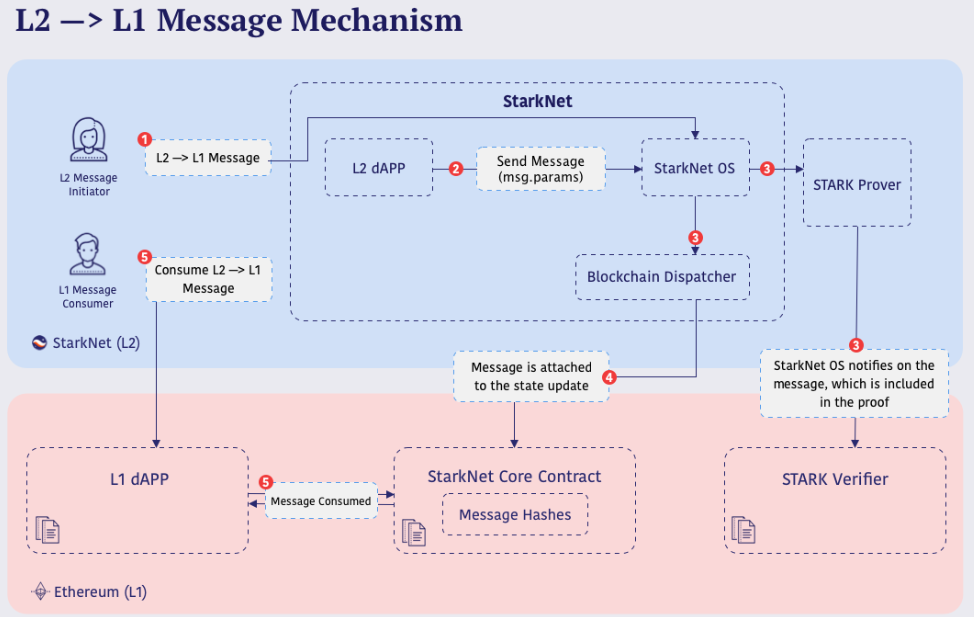 L2 —> L1 Message Mechanism
StarkNet
1
L2 —> L1 Message
L2 Message
Initiator
L2 dAPP
2
Send Message
(msg.params)
StarkNet OS
3
STARK Prover
3
5
Consume L2 —> L1
Message
L1 Message
Consumer
Blockchain Dispatcher
StarkNet (L2)
Message is attached
to the state update
4
3
StarkNet OS notifies on the
message, which is included
in the proof
L1 dAPP
5
Message Consumed
StarkNet Core Contract
Message Hashes
STARK Verifier
Ethereum (L1)